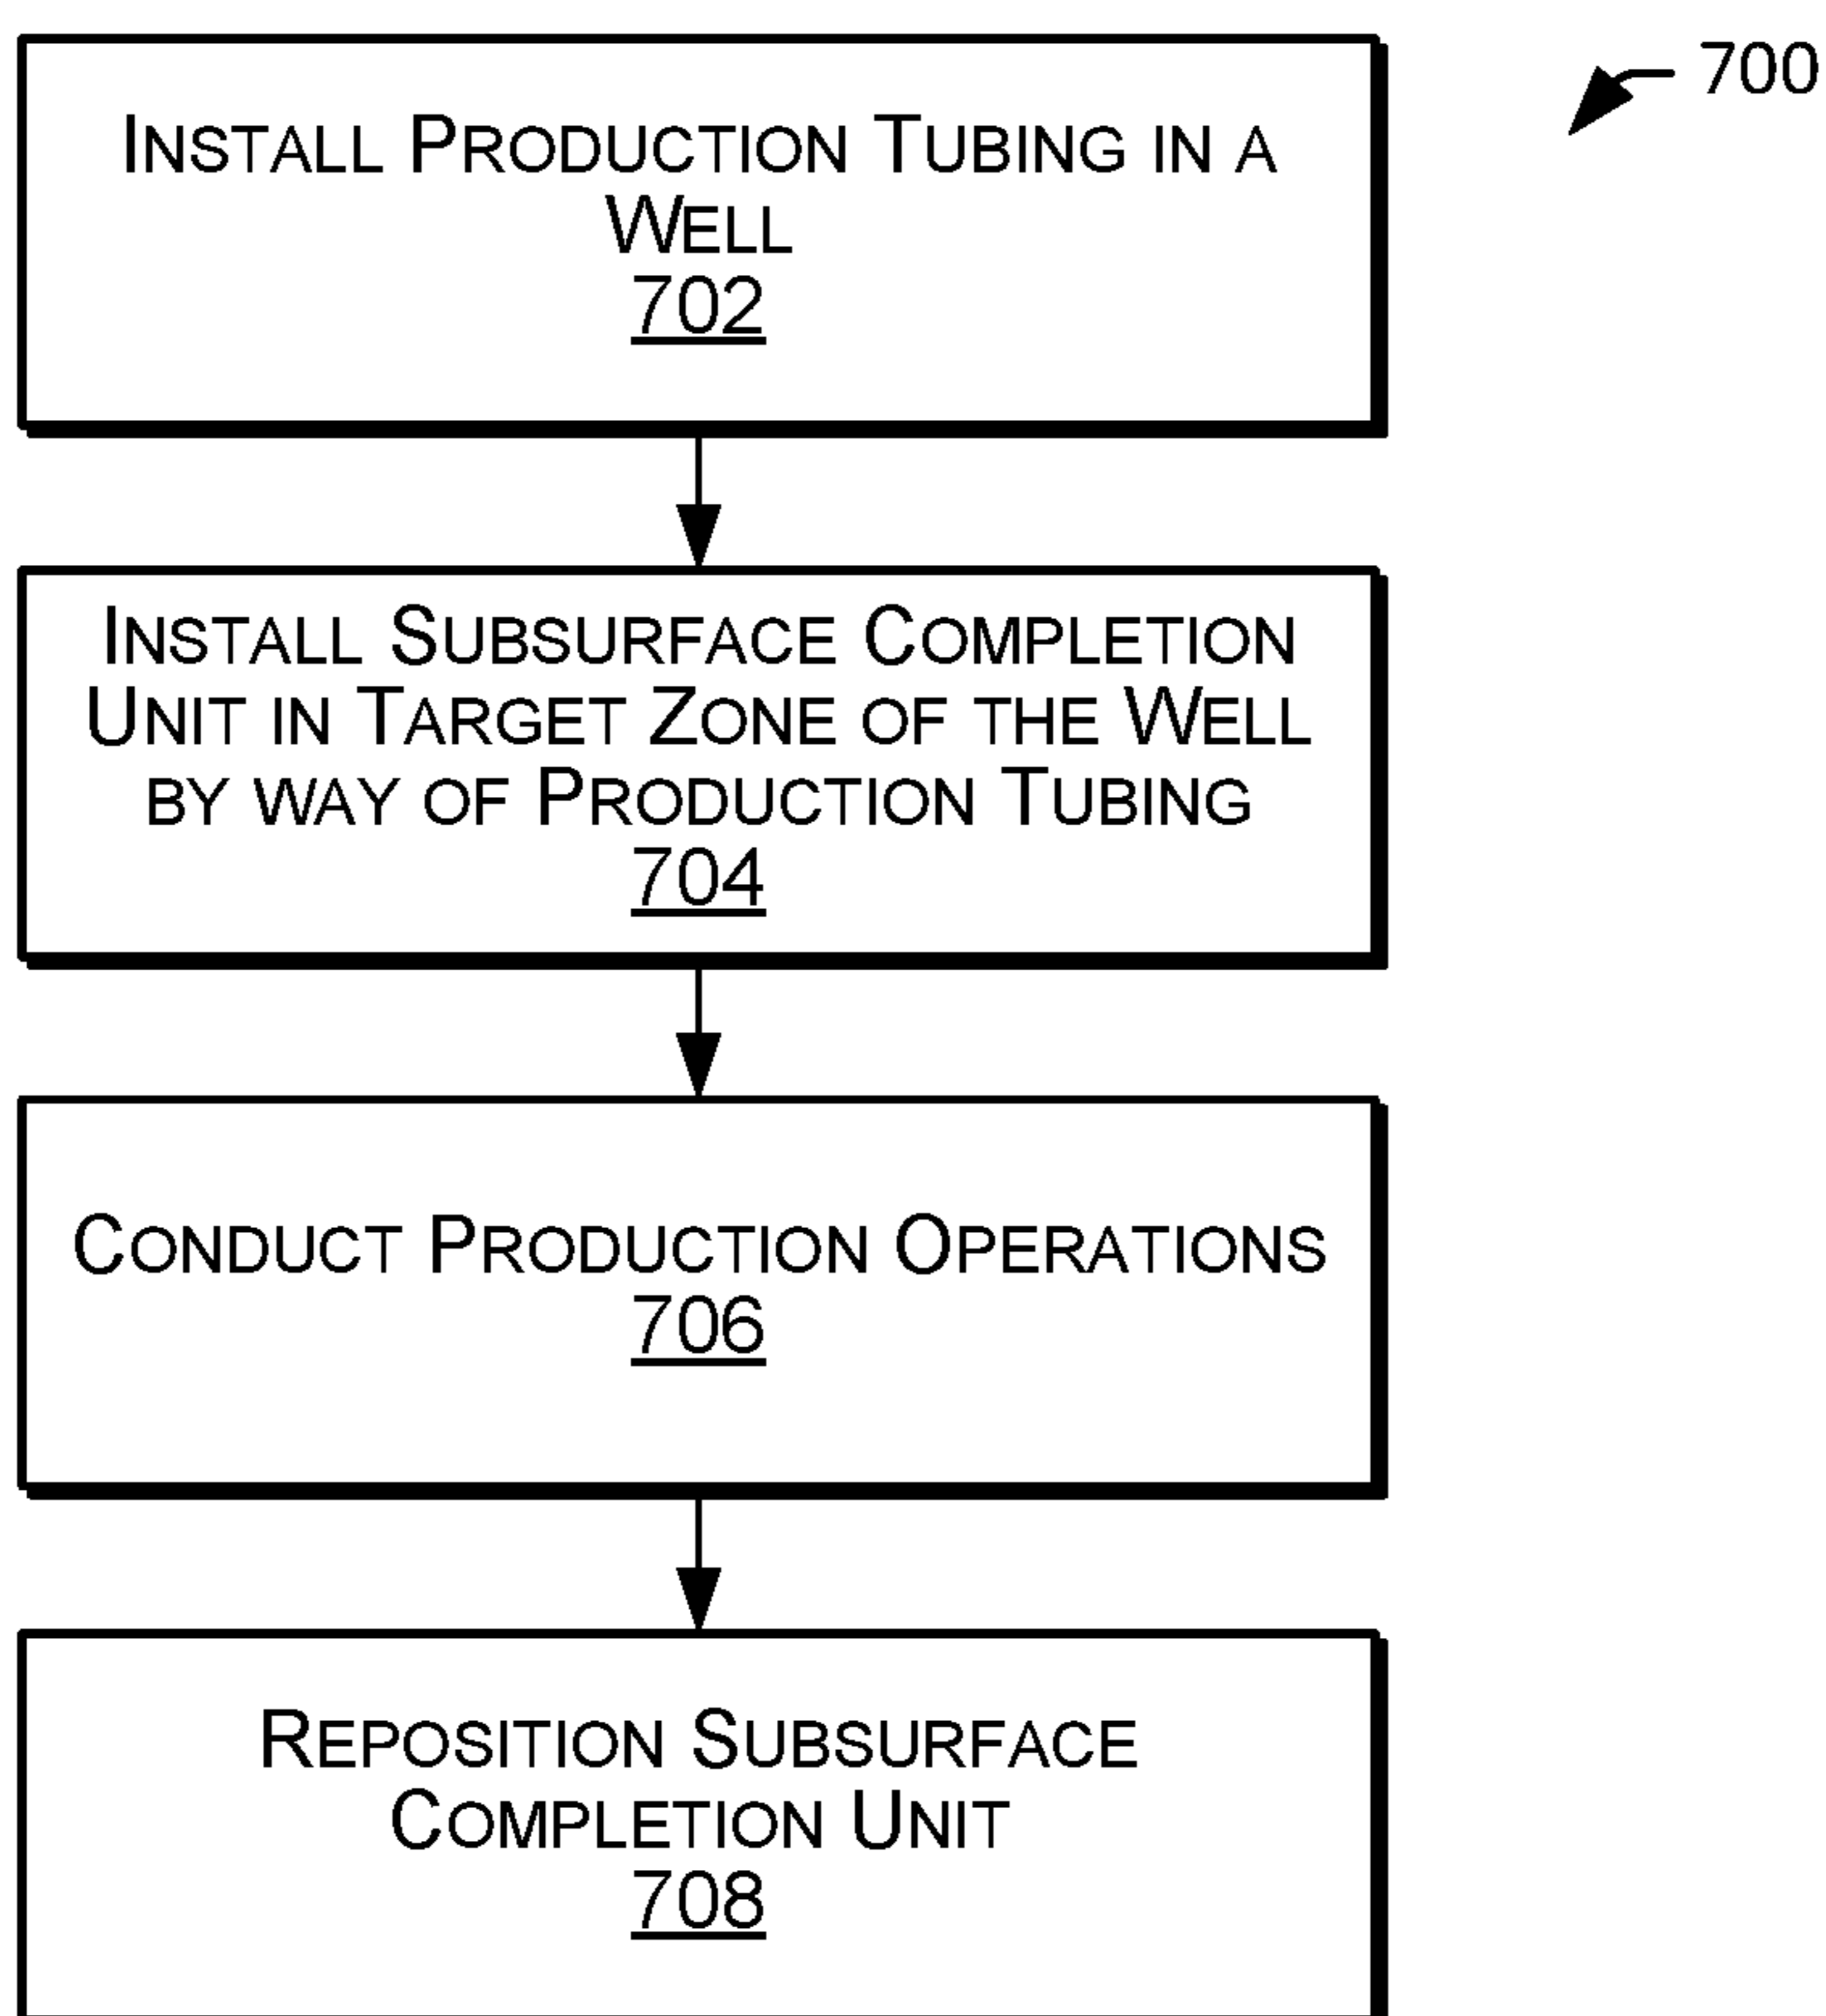 700
INSTALL PRODUCTION TUBING IN A
WELL
702
INSTALL SUBSURFACE COMPLETION
UNIT IN TARGET ZONE OF THE WELL
BY WAY OF PRODUCTION TUBING
704
CONDUCT PRODUCTION OPERATIONS
706
REPOSITION SUBSURFACE
COMPLETION UNIT
708